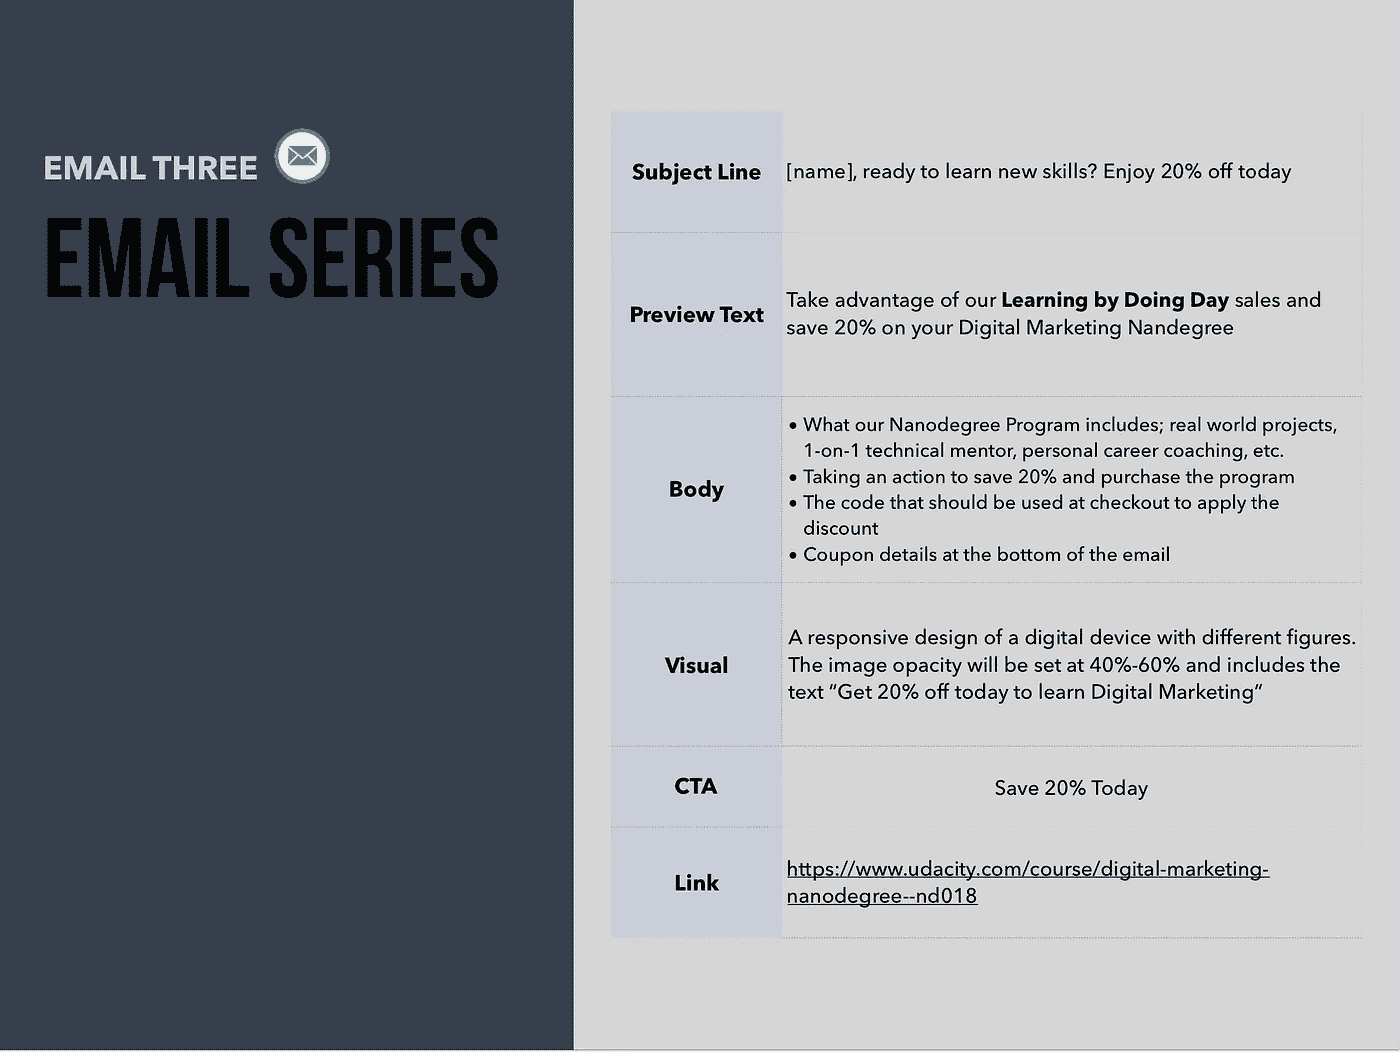 EMAIL THREE
EMAIL SERIES
Subject Line
[name], ready to learn new skills? Enjoy 20% off today
Preview Text
Take advantage of our Learning by Doing Day sales and
save 20% on your Digital Marketing Nandegree
Body
• What our Nanodegree Program includes; real world projects,
1-on-1 technical mentor, personal career coaching, etc.
• Taking an action to save 20% and purchase the program
• The code that should be used at checkout to apply the
discount
• Coupon details at the bottom of the email
Visual
A responsive design of a digital device with different figures.
The image opacity will be set at 40%-60% and includes the
text “Get 20% off today to learn Digital Marketing”
CTA
Save 20% Today
Link
https://www.udacity.com/course/digital-marketing-
nanodegree--nd018